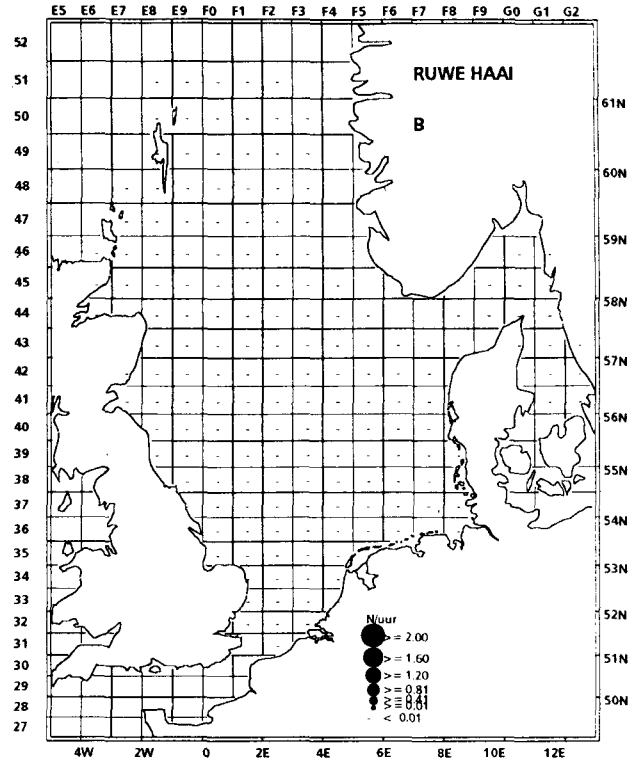 E5 E6 E7 E8 E9 F0 F1 F2 F3 F4 F5 F6 F7 F8 F9 G0 G1 G2
52
51
50
49
48
47
46
45
44
43
42
41
40
39
38
37
36
35
34
33
32
31
30
29
28
27
RUWE HAAI
B
61N
60N
59N
58N
57N
56N
55N
54N
53N
52N
51N
50N
N/uur
>= 2.00
>= 1.60
>= 1.20
>= 0.81
>= 0.41
>= 0.01
< 0.01
4W 2W 0 2E 4E 6E 8E 10E 12E